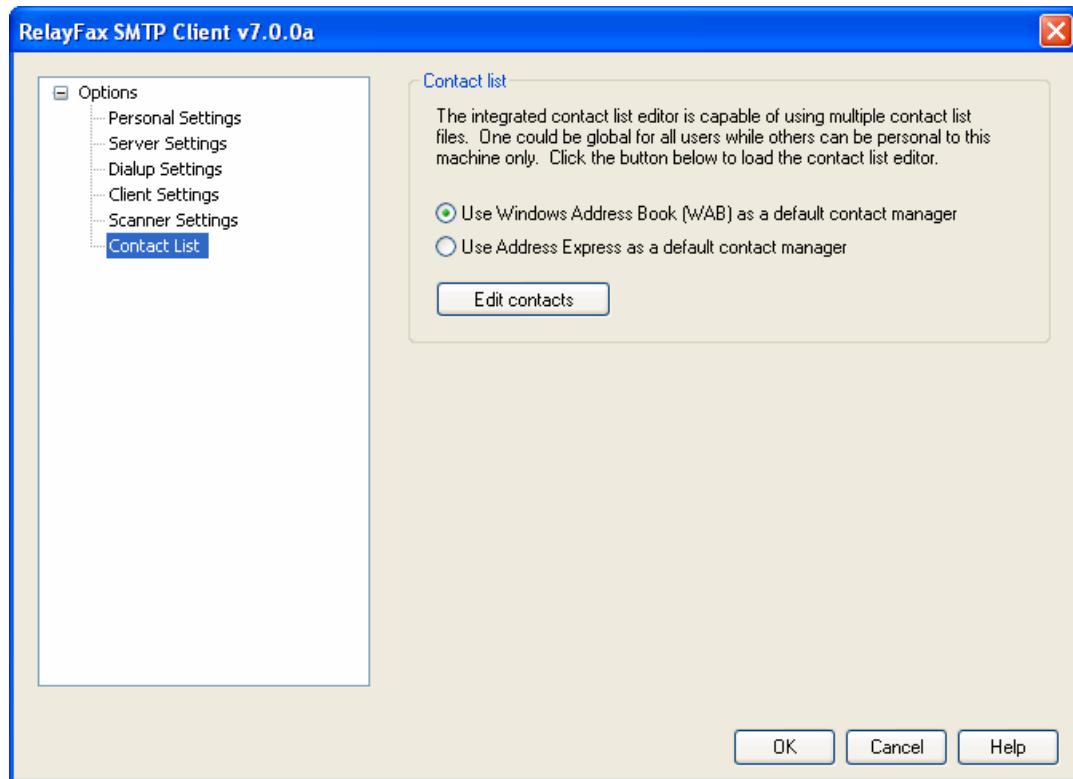 RelayFax SMTP Client v7.0.0a
Options
Personal Settings
Server Settings
Dialup Settings
Client Settings
Scanner Settings
Contact List
Contact list
The integrated contact list editor is capable of using multiple contact list
files. One could be global for all users while others can be personal to this
machine only. Click the button below to load the contact list editor.
Use Windows Address Book (WAB) as a default contact manager
Use Address Express as a default contact manager
Edit contacts
OK Cancel Help